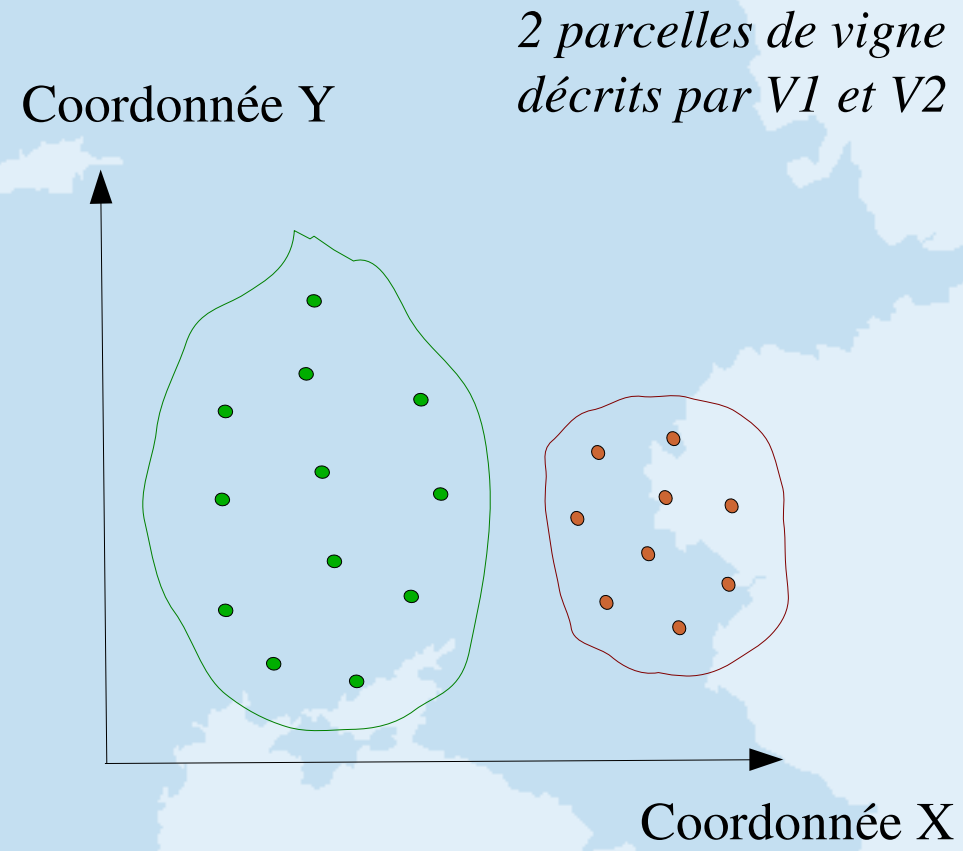 2 parcelles de vigne
décrits par V1 et V2
Coordonnée Y
Coordonnée X